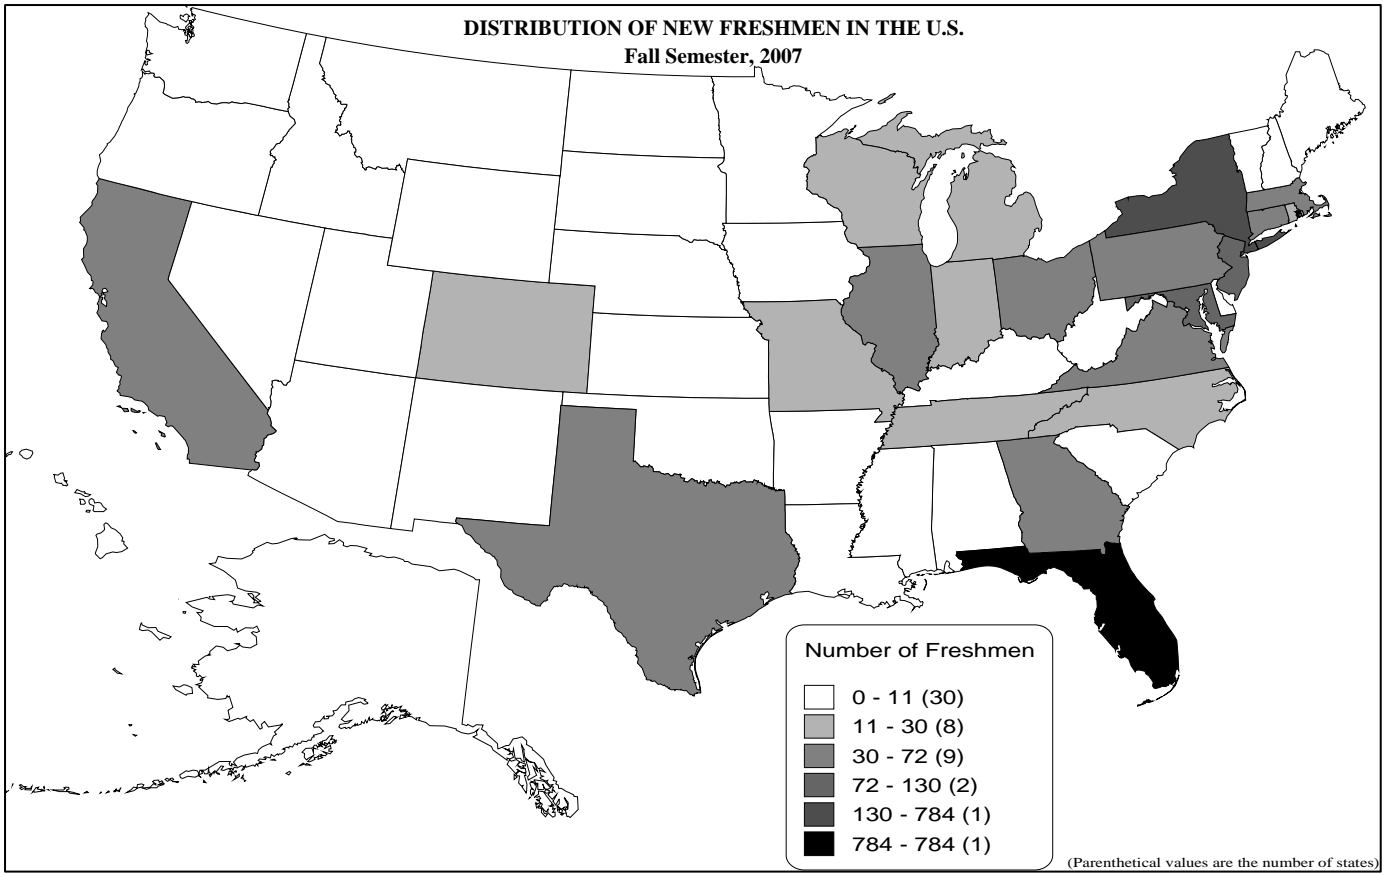 DISTRIBUTION OF NEW FRESHMEN IN THE U.S.
Fall Semester, 2007
Number of Freshmen
0 - 11 (30)
11 - 30 (8)
30 - 72 (9)
72 - 130 (2)
130 - 784 (1)
784 - 784 (1)
(Parenthetical values are the number of states)